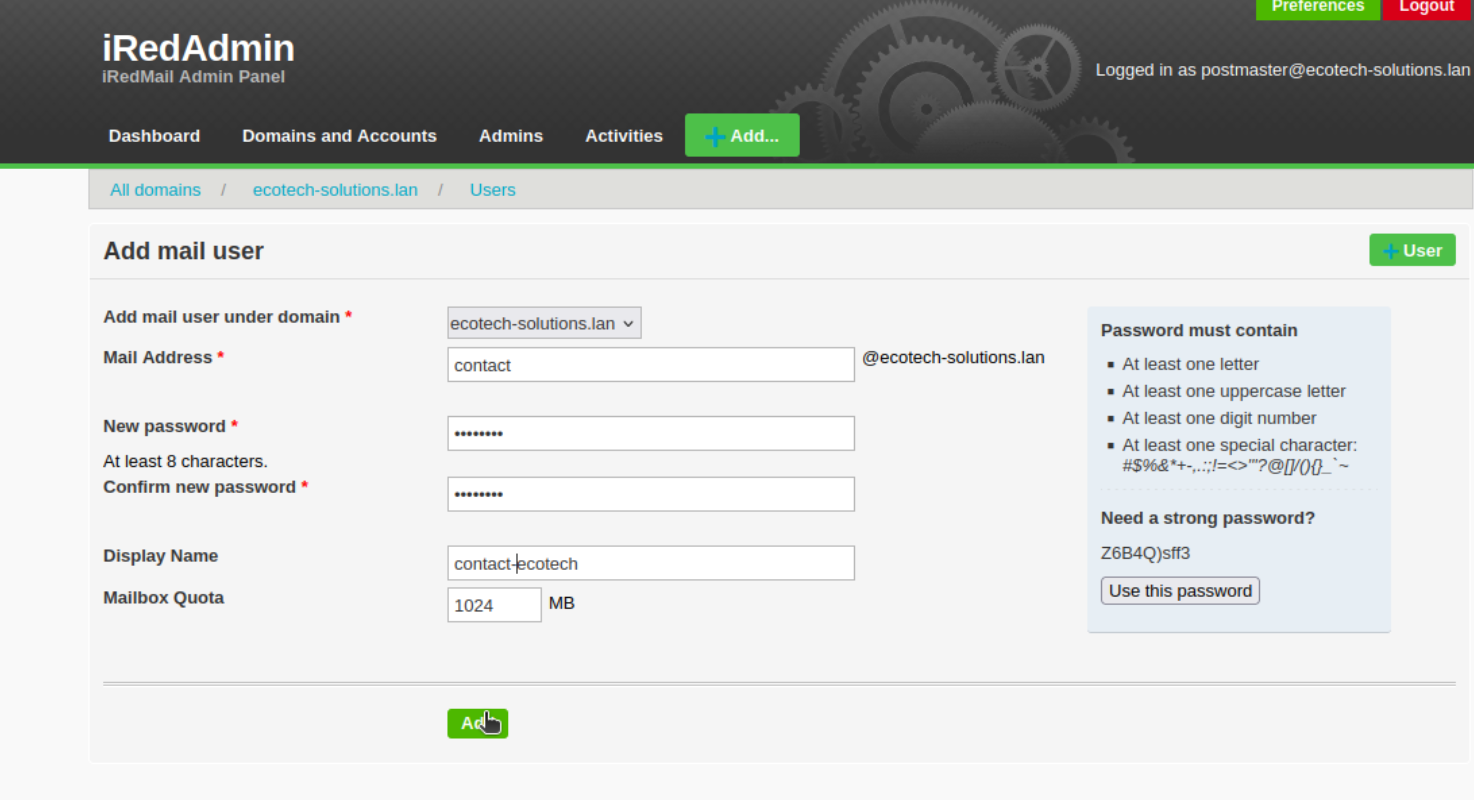 Preferences Logout
iRedAdmin
iRedMail Admin Panel
Logged in as postmaster@ecotech-solutions.lan
Dashboard Domains and Accounts Admins Activities + Add...
All domains / ecotech-solutions.lan / Users
Add mail user
+ User
Add mail user under domain *
ecotech-solutions.lan
Mail Address *
contact
@ecotech-solutions.lan
New password *
••••••••
At least 8 characters.
Confirm new password *
••••••••
Display Name
contact-ecotech
Mailbox Quota
1024
MB
Password must contain
▪ At least one letter
▪ At least one uppercase letter
▪ At least one digit number
▪ At least one special character:
#$%&*+-,.:;!=<>'"?@[]/(){}_`~
Need a strong password?
Z6B4Q)sff3
Use this password